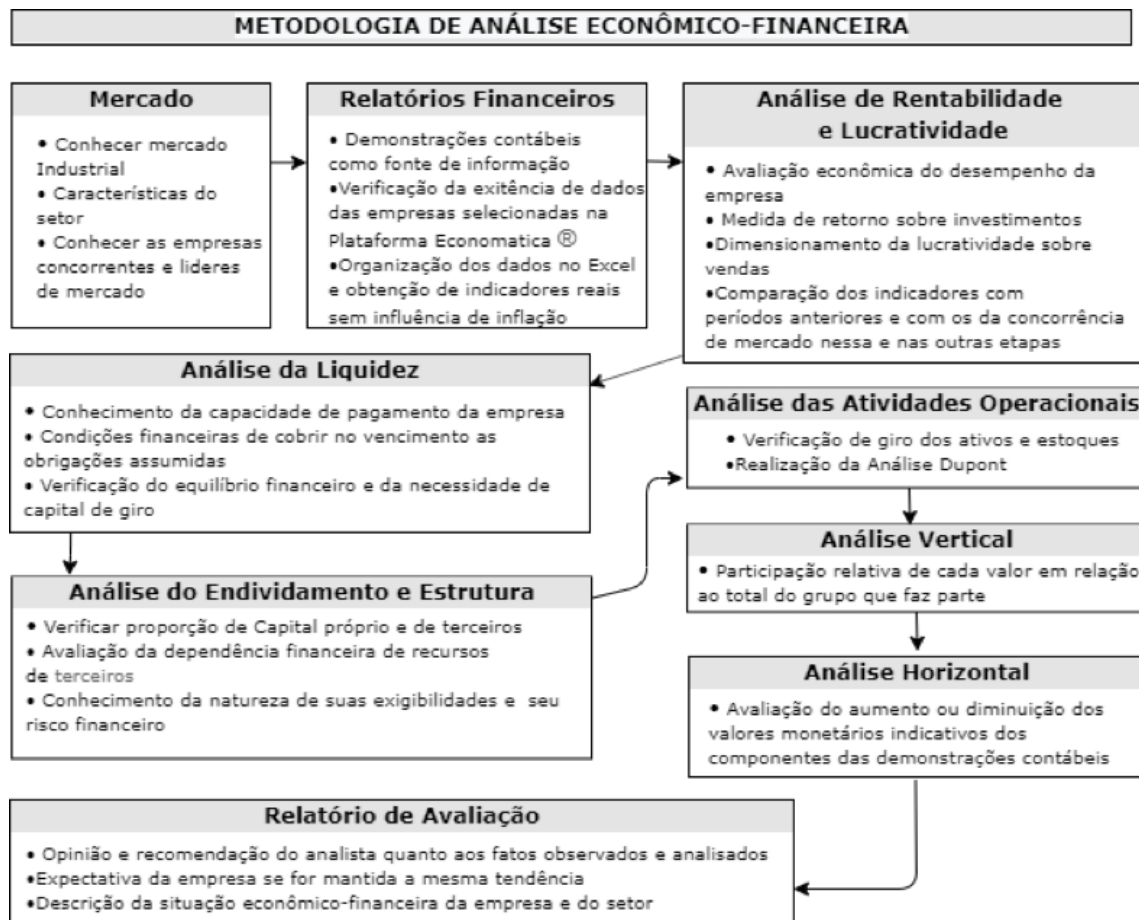 METODOLOGIA DE ANÁLISE ECONÔMICO-FINANCEIRA
Mercado
• Conhecer mercado
Industrial
• Características do
setor
• Conhecer as empresas
concorrentes e lideres
de mercado
Relatórios Financeiros
• Demonstrações contábeis
como fonte de informação
•Verificação da exitência de dados
das empresas selecionadas na
Plataforma Economatica ®
•Organização dos dados no Excel
e obtenção de indicadores reais
sem influência de inflação
Análise de Rentabilidade
e Lucratividade
• Avaliação econômica do desempenho da
empresa
• Medida de retorno sobre investimentos
•Dimensionamento da lucratividade sobre
vendas
•Comparação dos indicadores com
períodos anteriores e com os da concorrência
de mercado nessa e nas outras etapas
Análise da Liquidez
• Conhecimento da capacidade de pagamento da empresa
• Condições financeiras de cobrir no vencimento as
obrigações assumidas
• Verificação do equilíbrio financeiro e da necessidade de
capital de giro
Análise do Endividamento e Estrutura
• Verificar proporção de Capital próprio e de terceiros
• Avaliação da dependência financeira de recursos
de terceiros
• Conhecimento da natureza de suas exigibilidades e seu
risco financeiro
Análise das Atividades Operacionais
• Verificação de giro dos ativos e estoques
•Realização da Análise Dupont
Análise Vertical
• Participação relativa de cada valor em relação
ao total do grupo que faz parte
Análise Horizontal
• Avaliação do aumento ou diminuição dos
valores monetários indicativos dos
componentes das demonstrações contábeis
Relatório de Avaliação
• Opinião e recomendação do analista quanto aos fatos observados e analisados
•Expectativa da empresa se for mantida a mesma tendência
•Descrição da situação econômico-financeira da empresa e do setor